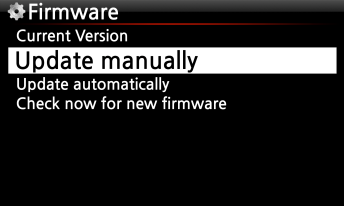 Firmware
Current Version
Update manually
Update automatically
Check now for new firmware